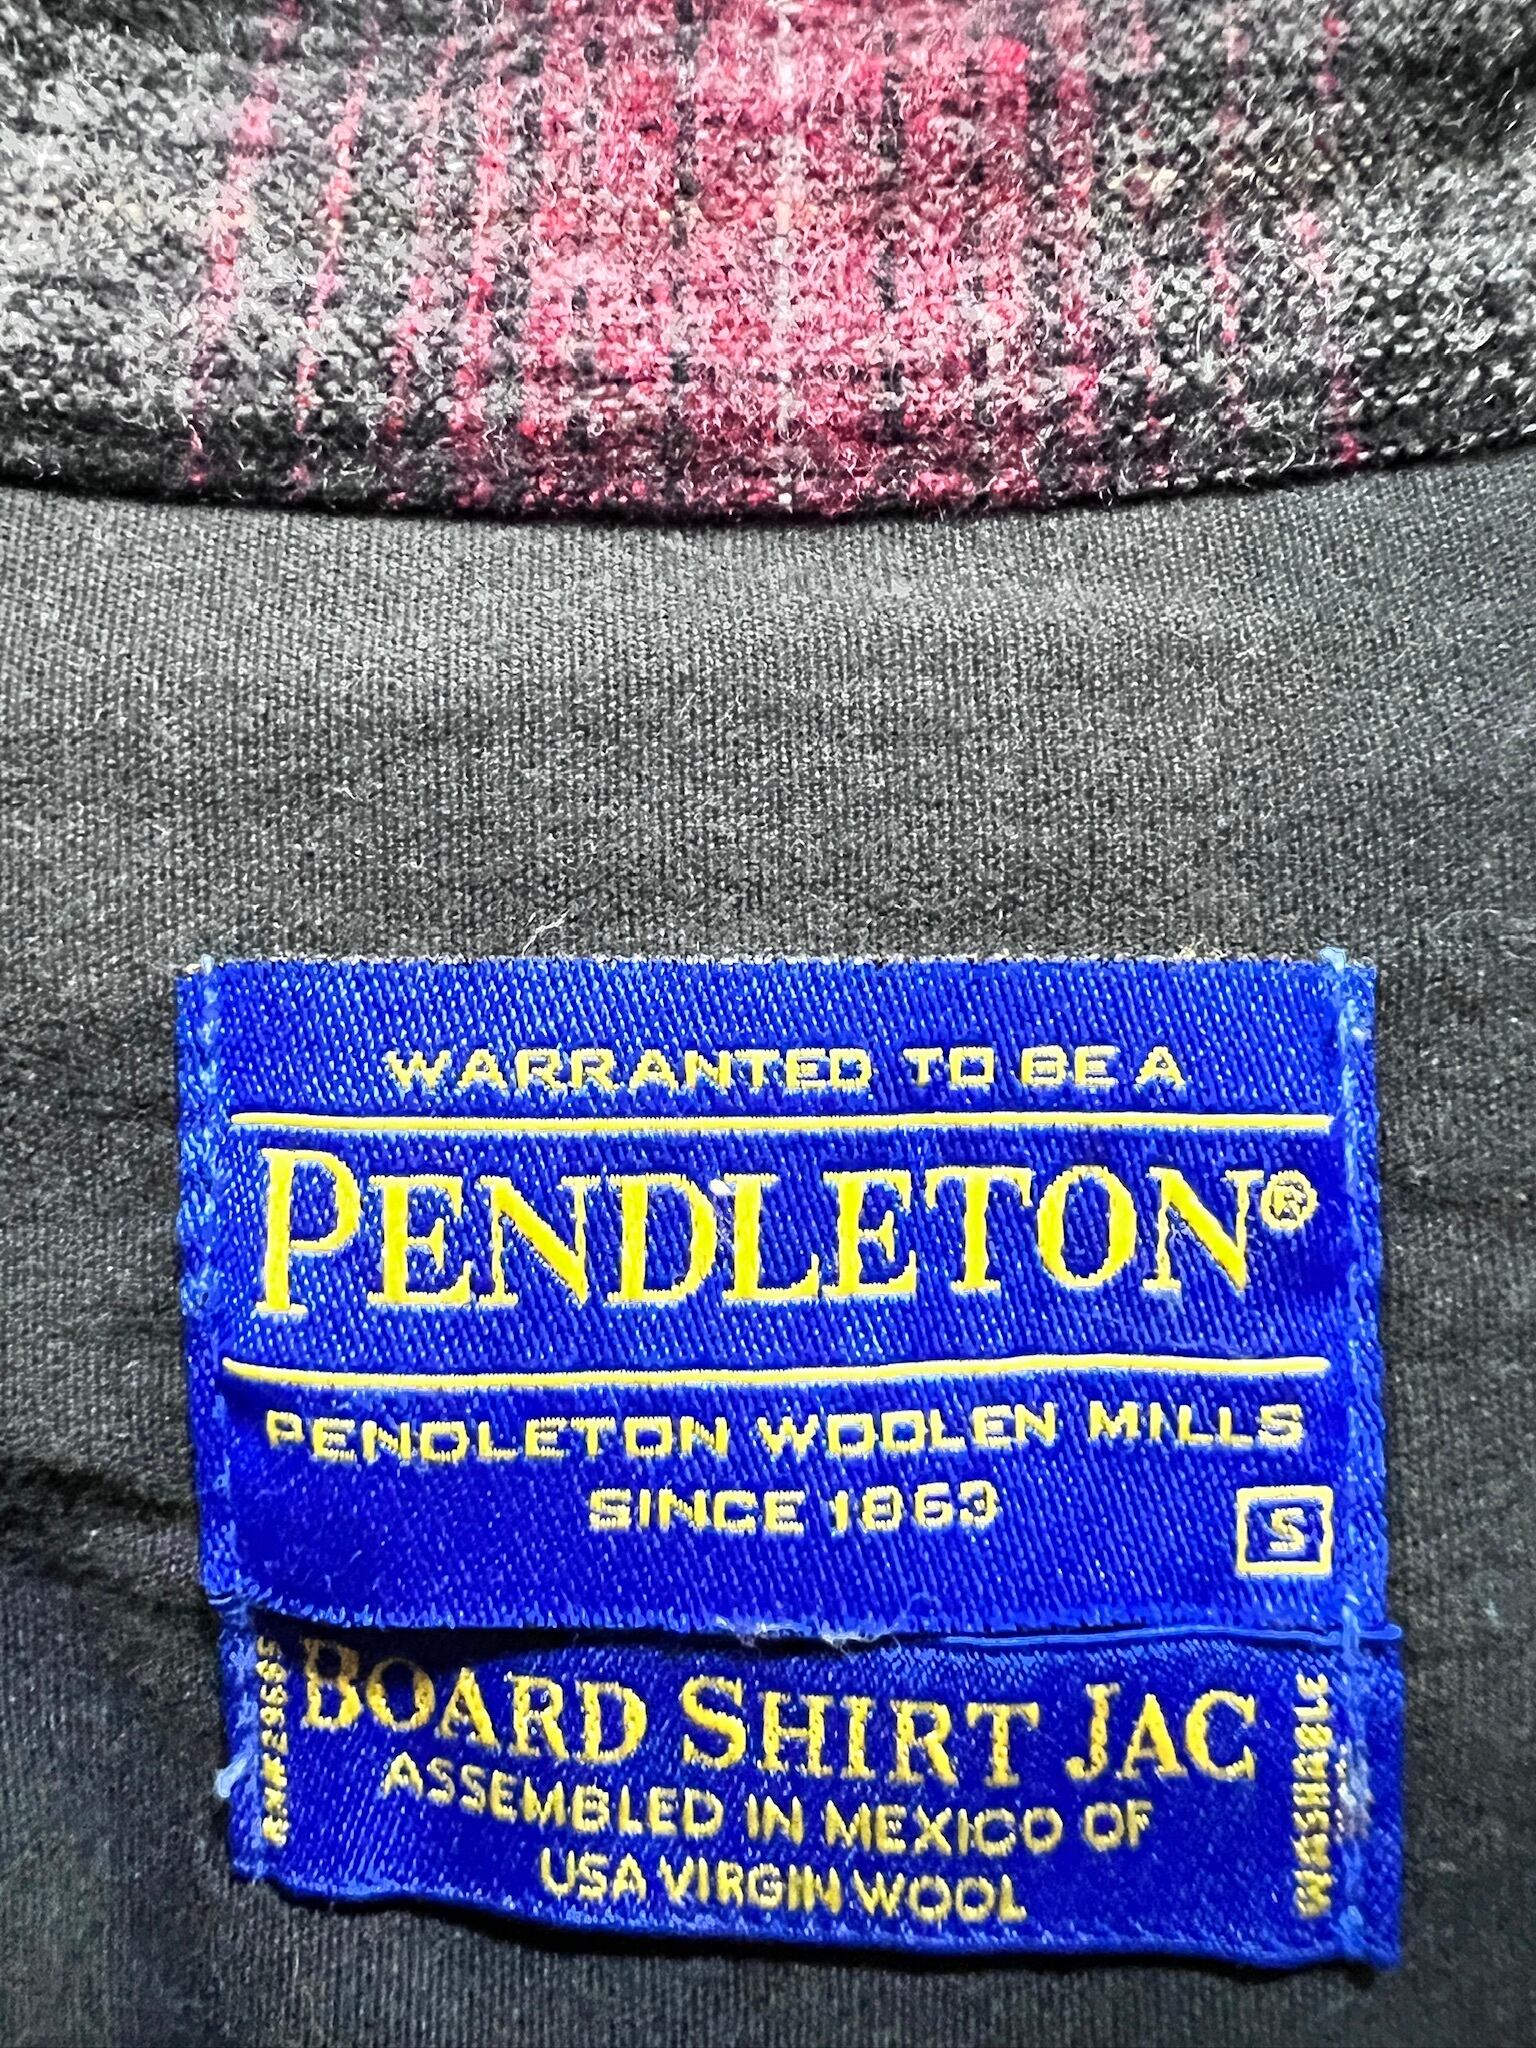 WARRANTED TO BE A
PENDLETON®
PENDLETON WOOLEN MILLS
SINCE 1863
S
BOARD SHIRT JAC
ASSEMBLED IN MEXICO OF
USA VIRGIN WOOL
WASHABLE